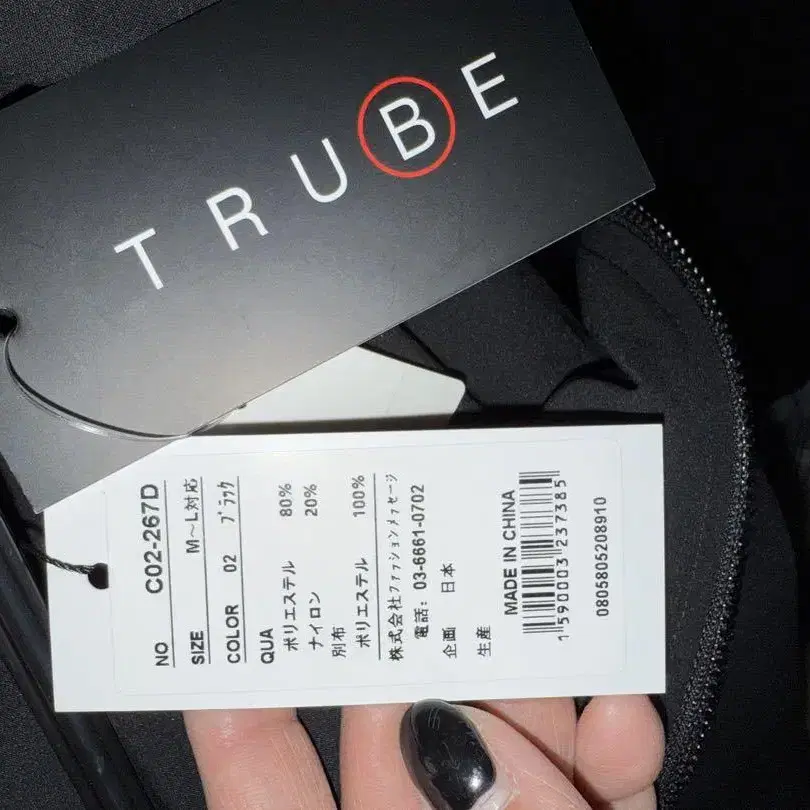 TRUBE
NO C02-267D
SIZE M～L対応
COLOR 02 ブラック
QUA
ポリエステル 80%
ナイロン 20%
別布
ポリエステル 100%
株式会社ファッションメッセージ
電話: 03-6661-0702
企画 日本
生産
MADE IN CHINA
1590003237385
0805805208910